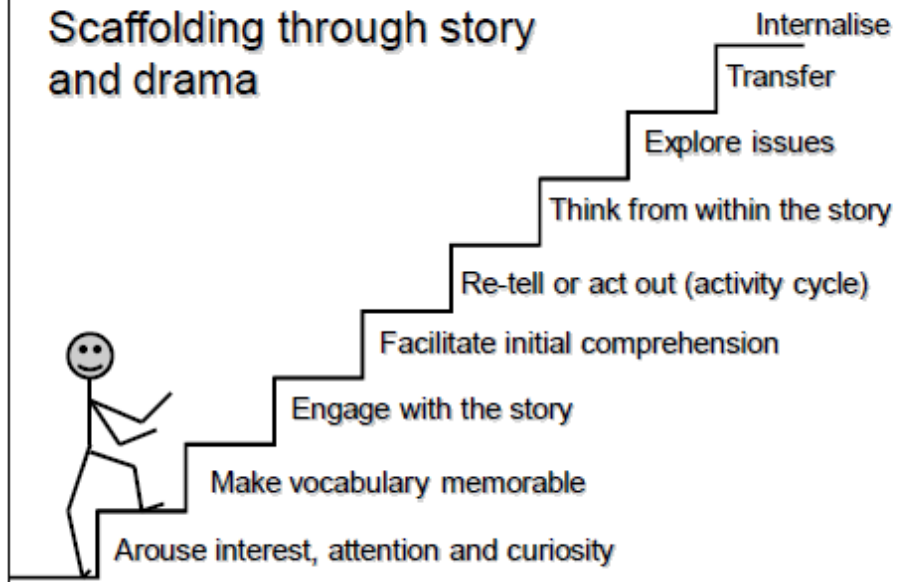 Scaffolding through story
and drama
Internalise
Transfer
Explore issues
Think from within the story
Re-tell or act out (activity cycle)
Facilitate initial comprehension
Engage with the story
Make vocabulary memorable
Arouse interest, attention and curiosity